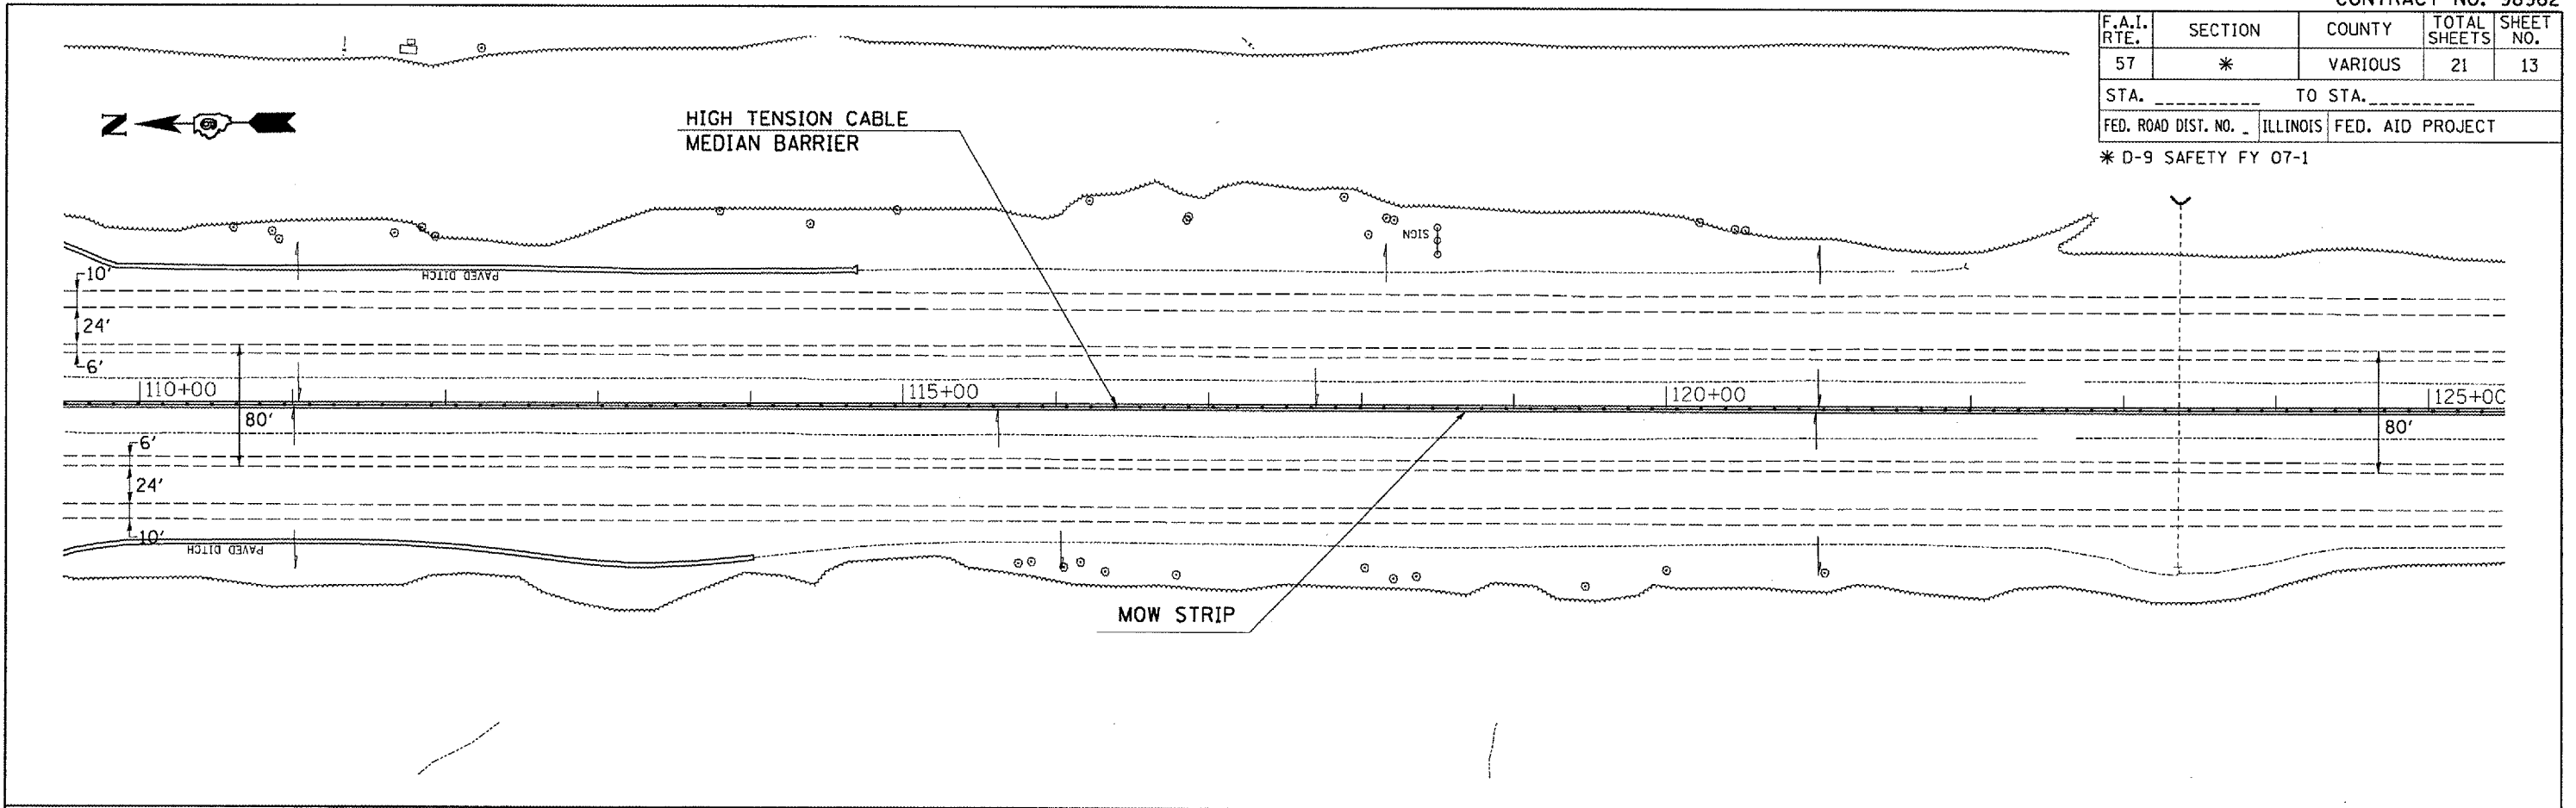 CONTRACT NO.
F.A.I. RTE. SECTION COUNTY TOTAL SHEETS SHEET NO.
57 * VARIOUS 21 13
STA. __________ TO STA.__________
FED. ROAD DIST. NO. _ ILLINOIS FED. AID PROJECT
* D-9 SAFETY FY 07-1
N
HIGH TENSION CABLE
MEDIAN BARRIER
SIGN
PAVED DITCH
10'
24'
6'
110+00 115+00 120+00 125+00
80' 80'
6'
24'
10'
PAVED DITCH
MOW STRIP